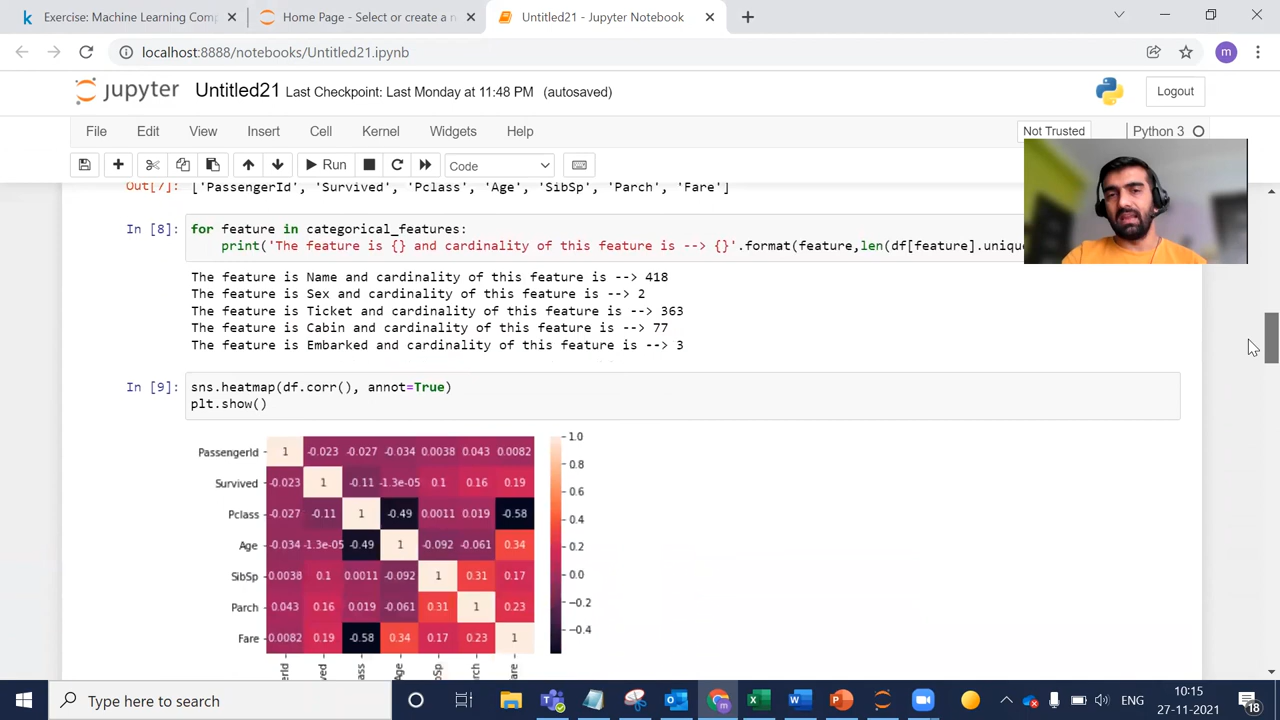 Exercise: Machine Learning Comp
Home Page - Select or create a n
Untitled21 - Jupyter Notebook
localhost:8888/notebooks/Untitled21.ipynb
m
jupyter
Untitled21 Last Checkpoint: Last Monday at 11:48 PM (autosaved)
Logout
File Edit View Insert Cell Kernel Widgets Help
Not Trusted
Python 3
Run
Code
Out[7]: ['PassengerId', 'Survived', 'Pclass', 'Age', 'SibSp', 'Parch', 'Fare']
In [8]: for feature in categorical_features:
print('The feature is {} and cardinality of this feature is --> {}'.format(feature,len(df[feature].uniqu
The feature is Name and cardinality of this feature is --> 418
The feature is Sex and cardinality of this feature is --> 2
The feature is Ticket and cardinality of this feature is --> 363
The feature is Cabin and cardinality of this feature is --> 77
The feature is Embarked and cardinality of this feature is --> 3
In [9]: sns.heatmap(df.corr(), annot=True)
plt.show()
PassengerId 1 -0.023 -0.027 -0.034 0.0038 0.043 0.0082
Survived -0.023 1 -0.11 -1.3e-05 0.1 0.16 0.19
Pclass -0.027 -0.11 1 -0.49 0.0011 0.019 -0.58
Age -0.034 -1.3e-05 -0.49 1 -0.092 -0.061 0.34
SibSp 0.0038 0.1 0.0011 -0.092 1 0.31 0.17
Parch 0.043 0.16 0.019 -0.061 0.31 1 0.23
Fare 0.0082 0.19 -0.58 0.34 0.17 0.23 1
1.0
0.8
0.6
0.4
0.2
0.0
−0.2
−0.4
Type here to search
ENG
10:15
27-11-2021
18